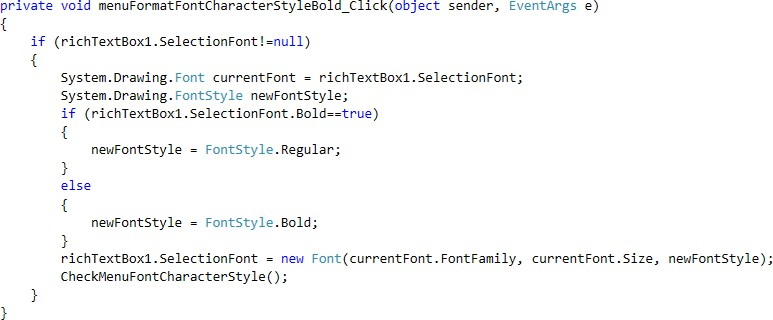 private void menuFormatFontCharacterStyleBold_Click(object sender, EventArgs e)
{
    if (richTextBox1.SelectionFont!=null)
    {
        System.Drawing.Font currentFont = richTextBox1.SelectionFont;
        System.Drawing.FontStyle newFontStyle;
        if (richTextBox1.SelectionFont.Bold==true)
        {
            newFontStyle = FontStyle.Regular;
        }
        else
        {
            newFontStyle = FontStyle.Bold;
        }
        richTextBox1.SelectionFont = new Font(currentFont.FontFamily, currentFont.Size, newFontStyle);
        CheckMenuFontCharacterStyle();
    }
}